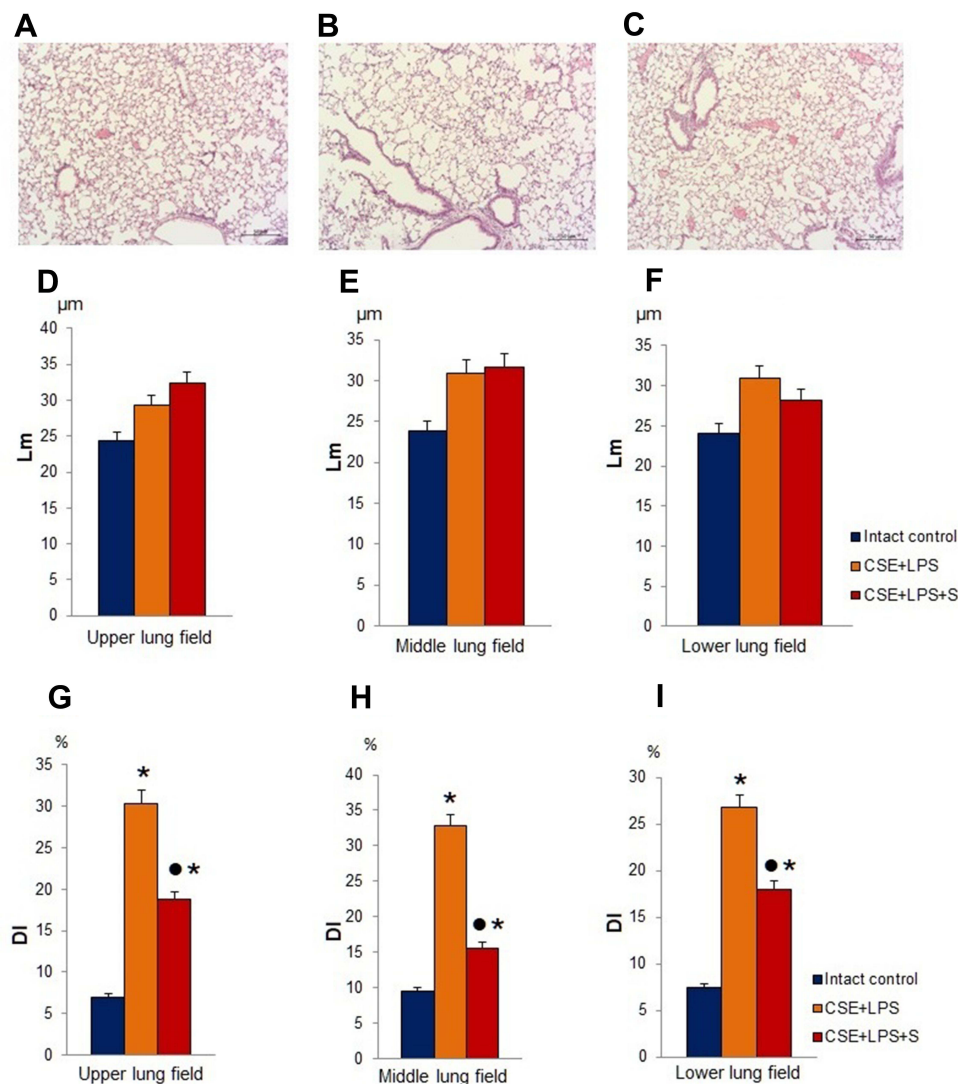 A B C
D E F
µm
40
35
30
25
20
15
10
5
0
Lm
Upper lung field
µm
35
30
25
20
15
10
5
0
Lm
Middle lung field
µm
35
30
25
20
15
10
5
0
Lm
Lower lung field
Intact control
CSE+LPS
CSE+LPS+S
G H I
%
35
30
25
20
15
10
5
0
DI
* ● *
Upper lung field
%
40
35
30
25
20
15
10
5
0
DI
* ● *
Middle lung field
%
30
25
20
15
10
5
0
DI
* ● *
Lower lung field
Intact control
CSE+LPS
CSE+LPS+S